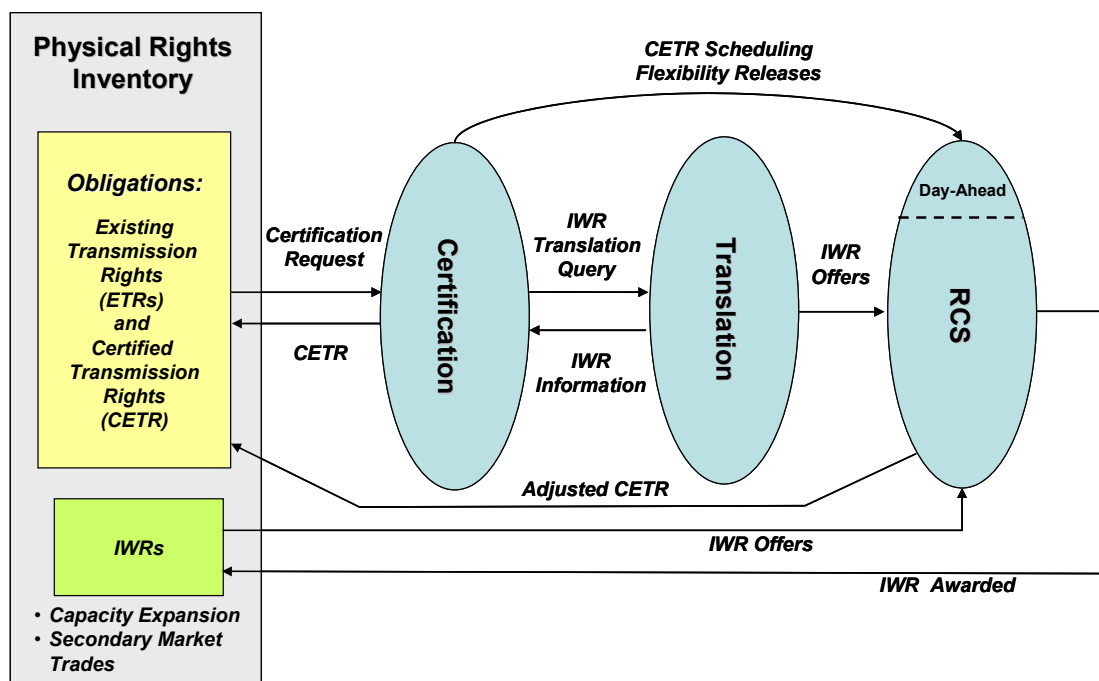 Physical Rights
Inventory
Obligations:
Existing
Transmission
Rights
(ETRs)
and
Certified
Transmission
Rights
(CETR)
IWRs
• Capacity Expansion
• Secondary Market
Trades
Certification
Request
CETR
Certification
CETR Scheduling
Flexibility Releases
IWR
Translation
Query
IWR
Information
Translation
IWR
Offers
Day-Ahead
RCS
Adjusted CETR
IWR Offers
IWR Awarded